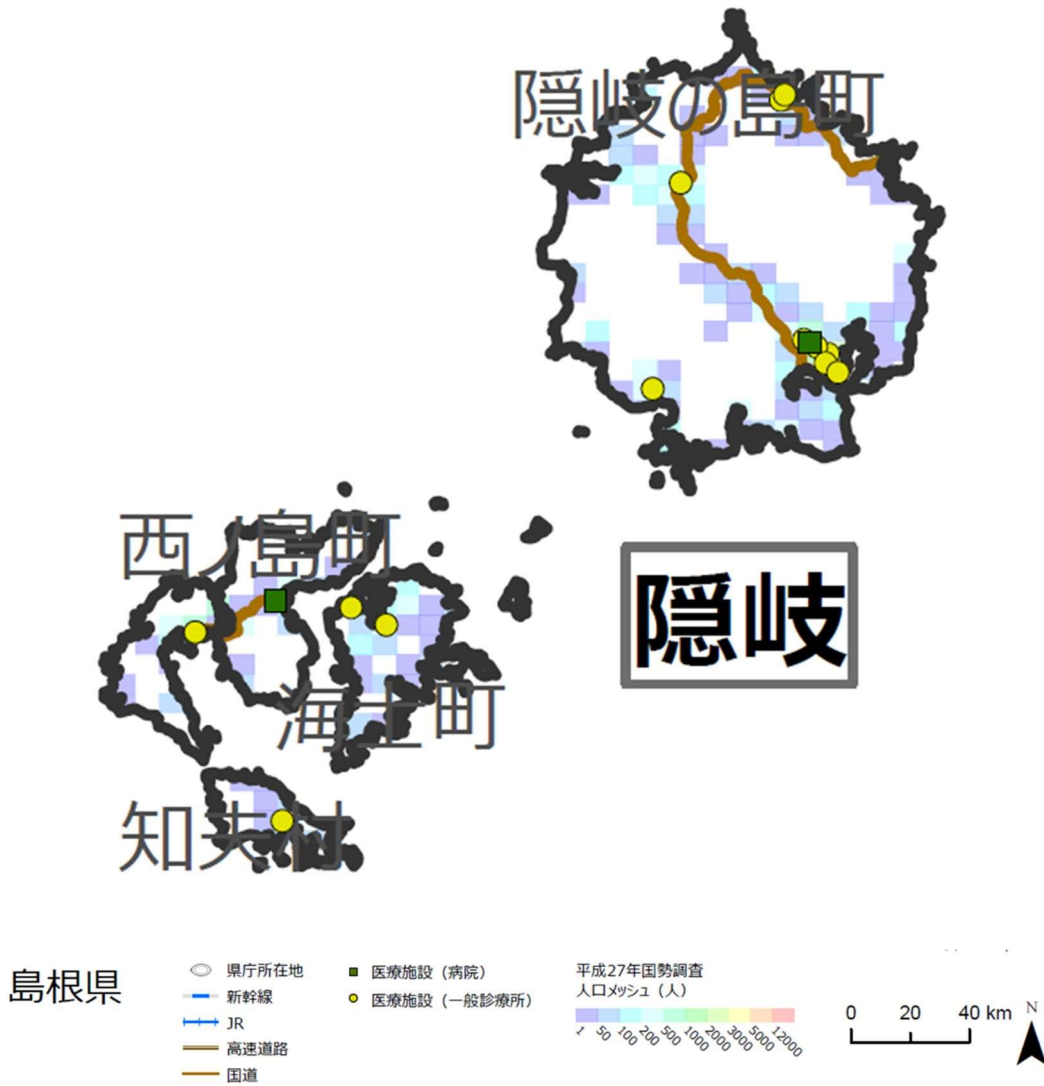 隠岐の島町
西ノ島町
隠岐
海士町
知夫村
島根県
県庁所在地
新幹線
JR
高速道路
国道
医療施設（病院）
医療施設（一般診療所）
平成27年国勢調査
人口メッシュ（人）
1 50 100 200 500 1000 2000 3000 5000 12000
0 20 40 km
N